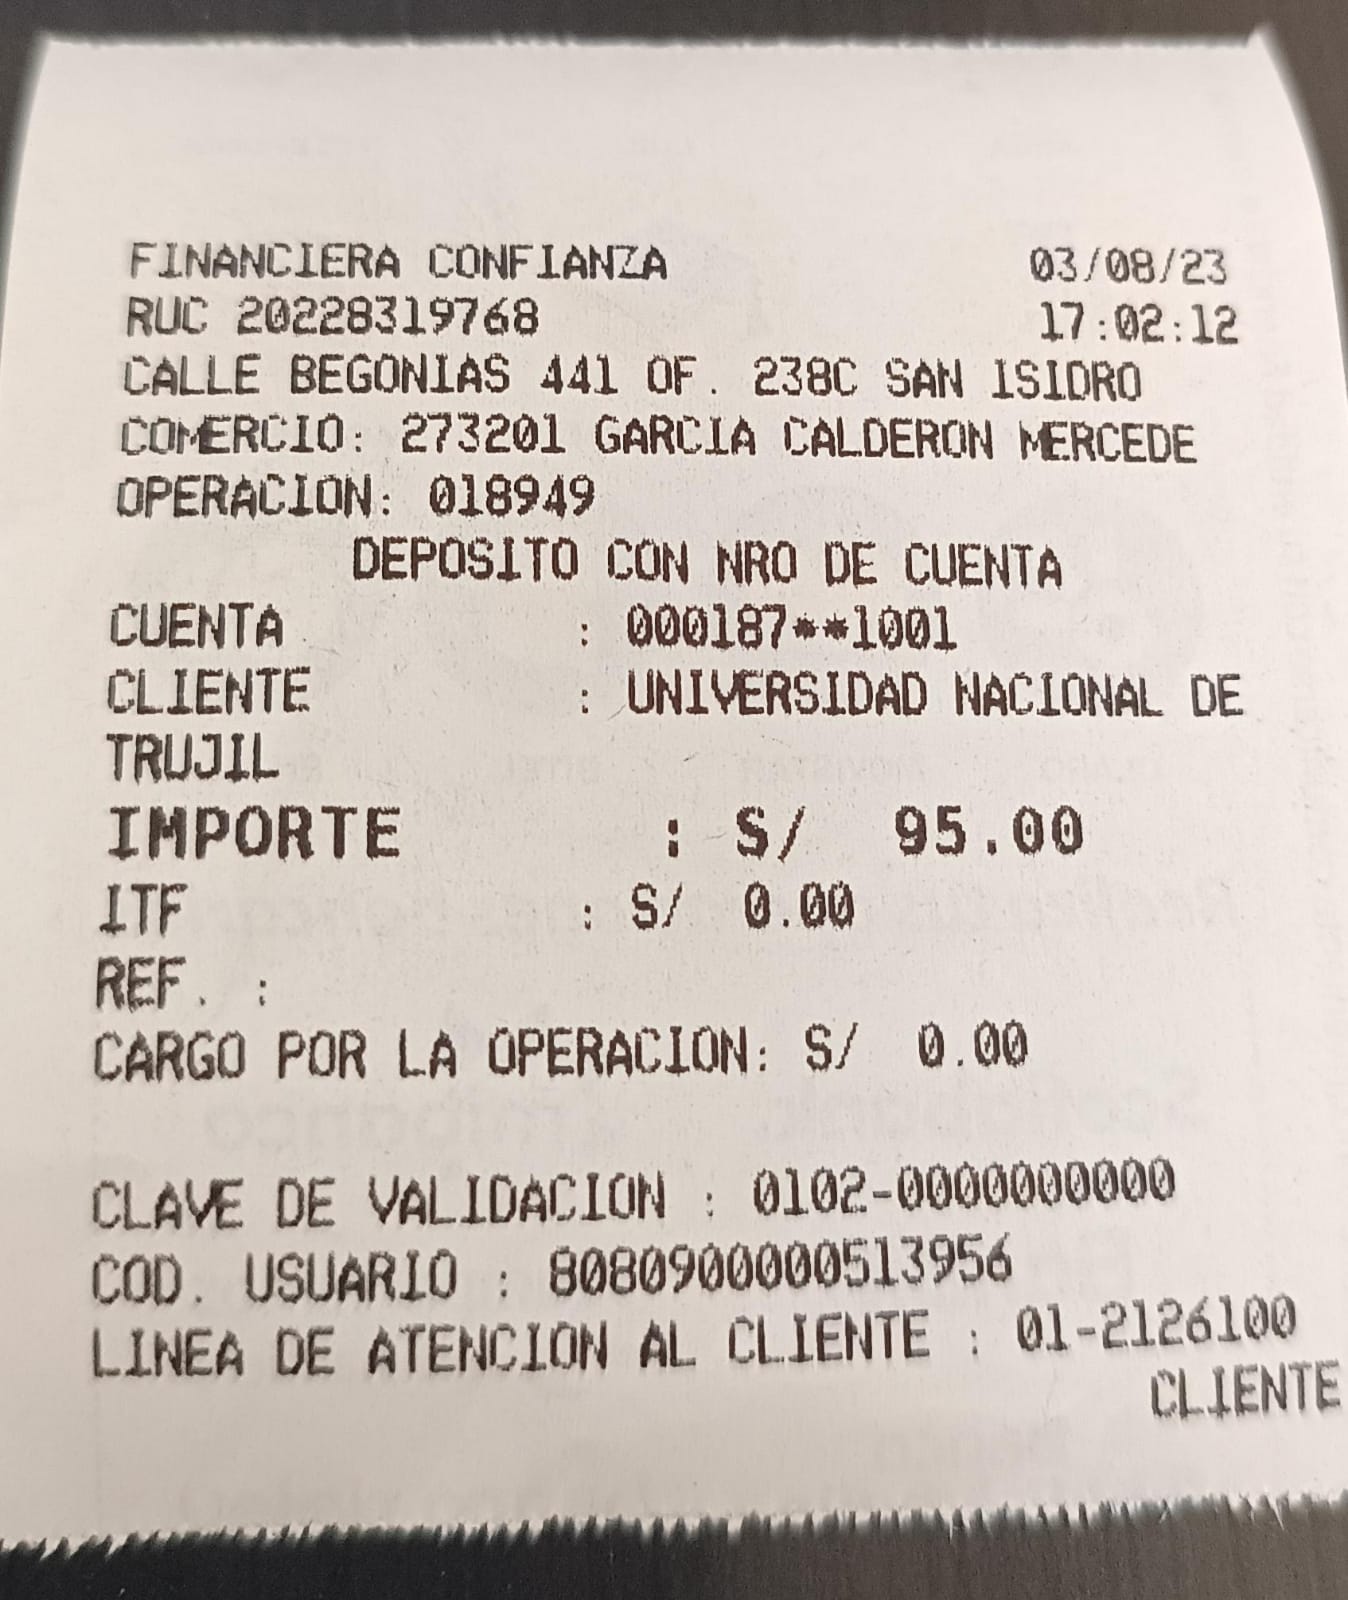 FINANCIERA CONFIANZA 03/08/23
RUC 20228319768 17:02:12
CALLE BEGONIAS 441 OF. 238C SAN ISIDRO
COMERCIO: 273201 GARCIA CALDERON MERCEDE
OPERACION: 018949
DEPOSITO CON NRO DE CUENTA
CUENTA : 000187**1001
CLIENTE : UNIVERSIDAD NACIONAL DE
TRUJIL
IMPORTE : S/ 95.00
ITF : S/ 0.00
REF. :
CARGO POR LA OPERACION: S/ 0.00
CLAVE DE VALIDACION : 0102-0000000000
COD. USUARIO : 8080900000513956
LINEA DE ATENCION AL CLIENTE : 01-2126100
CLIENTE